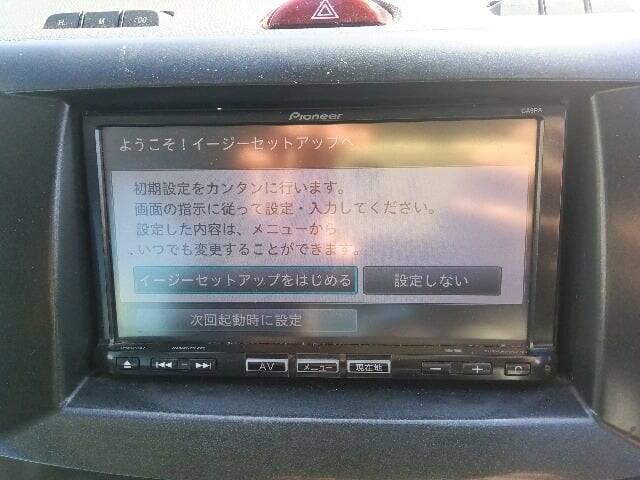 H.
M
:00
Pioneer
ようこそ!イージーセットアップへ
初期設定をカンタンに行います。
画面の指示に従って設定・入力してください。
設定した内容は、メニューから
いつでも変更することができます。
イージーセットアップをはじめる
設定しない
次回起動時に設定
AV
メニュー
現在地